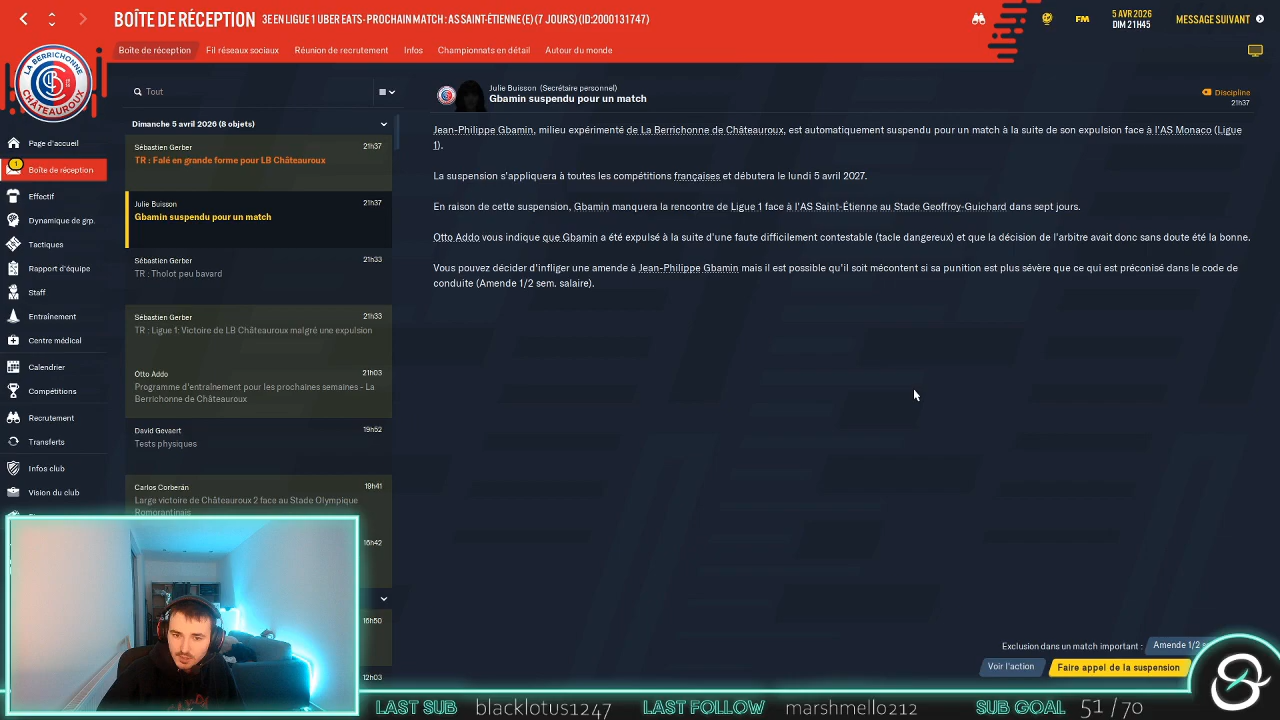 BOÎTE DE RÉCEPTION
3E EN LIGUE 1 UBER EATS - PROCHAIN MATCH : AS SAINT-ÉTIENNE (E) (7 JOURS) (ID:2000131747)
FM
5 AVR 2026
DIM 21H45
MESSAGE SUIVANT
Boîte de réception
Fil réseaux sociaux
Réunion de recrutement
Infos
Championnats en détail
Autour du monde
LA BERRICHONNE
CHÂTEAUROUX
Page d'accueil
1
Boîte de réception
Effectif
Dynamique de grp.
Tactiques
Rapport d'équipe
Staff
Entraînement
Centre médical
Calendrier
Compétitions
Recrutement
Transferts
Infos club
Vision du club
Tout
Dimanche 5 avril 2026 (8 objets)
Sébastien Gerber 21h37
TR : Falé en grande forme pour LB Châteauroux
Julie Buisson 21h37
Gbamin suspendu pour un match
Sébastien Gerber 21h33
TR : Tholot peu bavard
Sébastien Gerber 21h33
TR : Ligue 1: Victoire de LB Châteauroux malgré une expulsion
Otto Addo 21h03
Programme d'entraînement pour les prochaines semaines - La
Berrichonne de Châteauroux
David Gevaert 19h52
Tests physiques
Carlos Corberán 19h41
Large victoire de Châteauroux 2 face au Stade Olympique
Romorantinais
16h42
16h50
12h03
Julie Buisson (Secrétaire personnel)
Gbamin suspendu pour un match
Discipline
21h37
Jean-Philippe Gbamin, milieu expérimenté de La Berrichonne de Châteauroux, est automatiquement suspendu pour un match à la suite de son expulsion face à l'AS Monaco (Ligue
1).
La suspension s'appliquera à toutes les compétitions françaises et débutera le lundi 5 avril 2027.
En raison de cette suspension, Gbamin manquera la rencontre de Ligue 1 face à l'AS Saint-Étienne au Stade Geoffroy-Guichard dans sept jours.
Otto Addo vous indique que Gbamin a été expulsé à la suite d'une faute difficilement contestable (tacle dangereux) et que la décision de l'arbitre avait donc sans doute été la bonne.
Vous pouvez décider d'infliger une amende à Jean-Philippe Gbamin mais il est possible qu'il soit mécontent si sa punition est plus sévère que ce qui est préconisé dans le code de
conduite (Amende 1/2 sem. salaire).
Exclusion dans un match important : Amende 1/2
Voir l'action
Faire appel de la suspension
LAST SUB blacklotus1247
LAST FOLLOW marshmello212
SUB GOAL 51 / 70